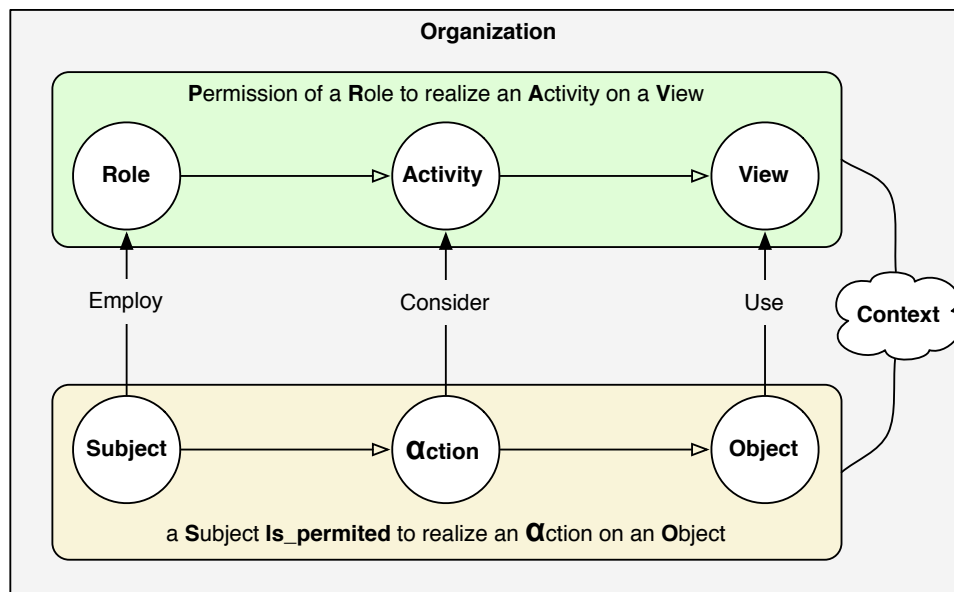 Organization
Permission of a Role to realize an Activity on a View
Role
Activity
View
Employ
Consider
Use
Context
Subject
αction
Object
a Subject Is_permited to realize an αction on an Object